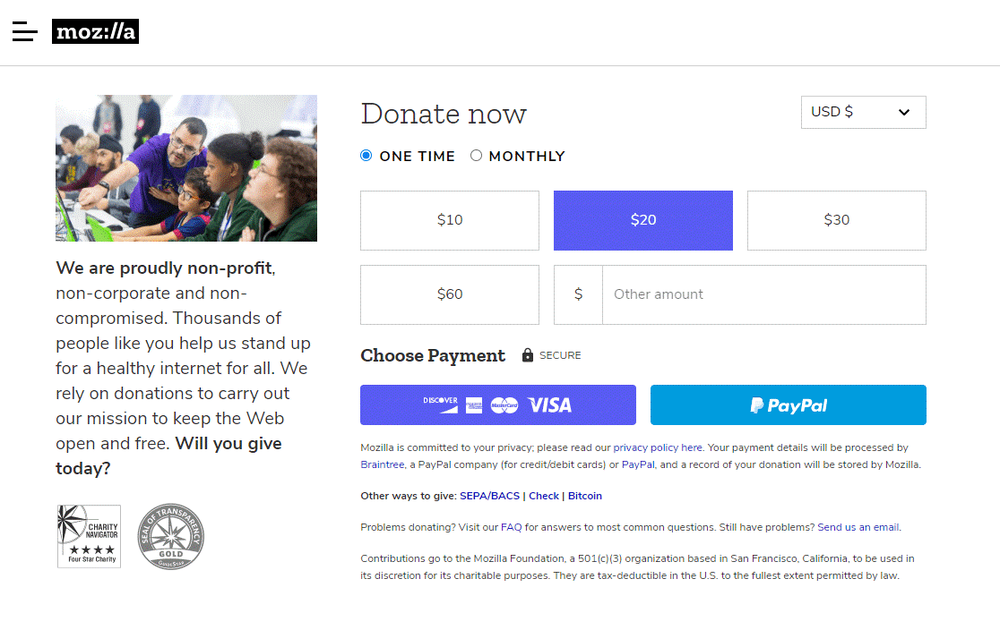 moz://a
Donate now
USD $
ONE TIME
MONTHLY
$10
$20
$30
$60
$
Other amount
Choose Payment
SECURE
DISCOVER
MasterCard
VISA
PayPal
Mozilla is committed to your privacy; please read our privacy policy here. Your payment details will be processed by
Braintree, a PayPal company (for credit/debit cards) or PayPal, and a record of your donation will be stored by Mozilla.
Other ways to give: SEPA/BACS | Check | Bitcoin
Problems donating? Visit our FAQ for answers to most common questions. Still have problems? Send us an email.
Contributions go to the Mozilla Foundation, a 501(c)(3) organization based in San Francisco, California, to be used in
its discretion for its charitable purposes. They are tax-deductible in the U.S. to the fullest extent permitted by law.
We are proudly non-profit,
non-corporate and non-
compromised. Thousands of
people like you help us stand up
for a healthy internet for all. We
rely on donations to carry out
our mission to keep the Web
open and free. Will you give
today?
CHARITY
NAVIGATOR
★★★★
Four Star Charity
SEAL OF TRANSPARENCY
GOLD
GuideStar